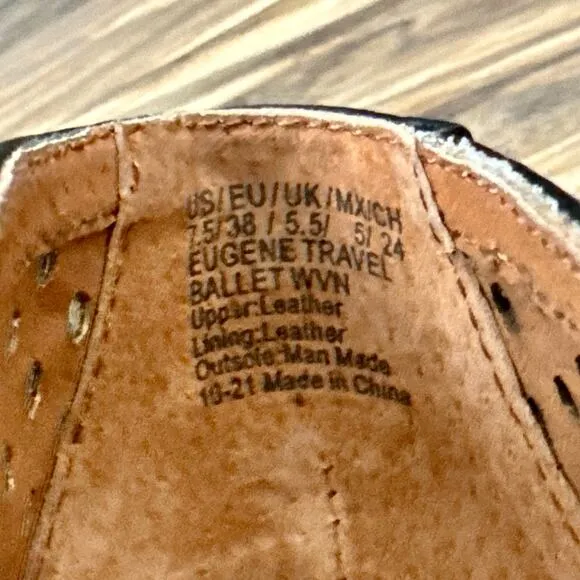 US/EU/UK/MX/CH
7.5/38 / 5.5/ 5/ 24
EUGENE TRAVEL
BALLET WVN
Upper:Leather
Lining:Leather
Outsole:Man Made
10-21 Made in China